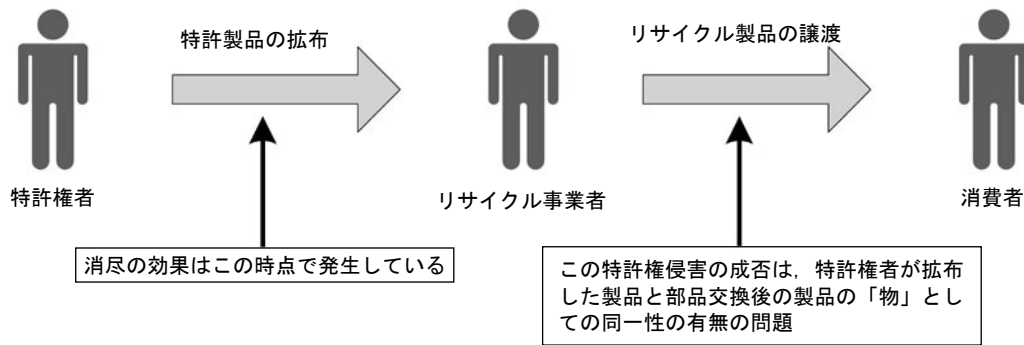 特許製品の拡布
リサイクル製品の譲渡
特許権者
リサイクル事業者
消費者
消尽の効果はこの時点で発生している
この特許権侵害の成否は，特許権者が拡布
した製品と部品交換後の製品の「物」とし
ての同一性の有無の問題